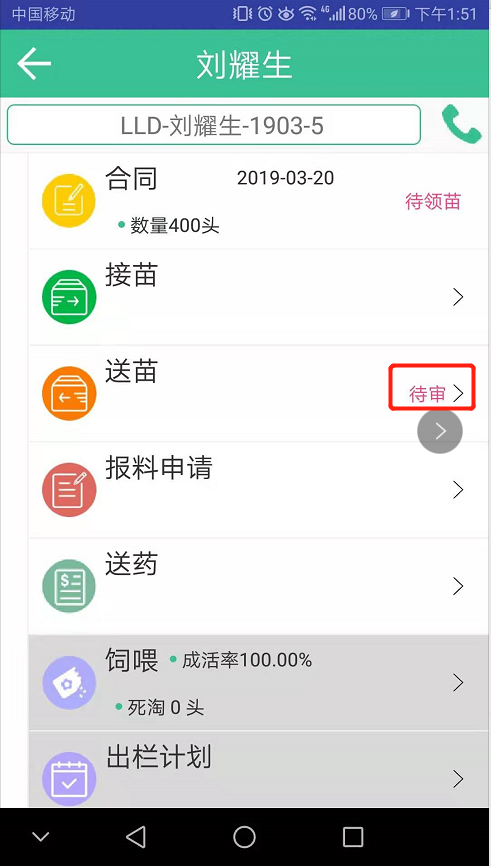 中国移动 4G 80% 下午1:51
刘耀生
LLD-刘耀生-1903-5
合同 2019-03-20
待领苗
数量400头
接苗
送苗
待审
报料申请
送药
饲喂 成活率100.00%
死淘 0 头
出栏计划